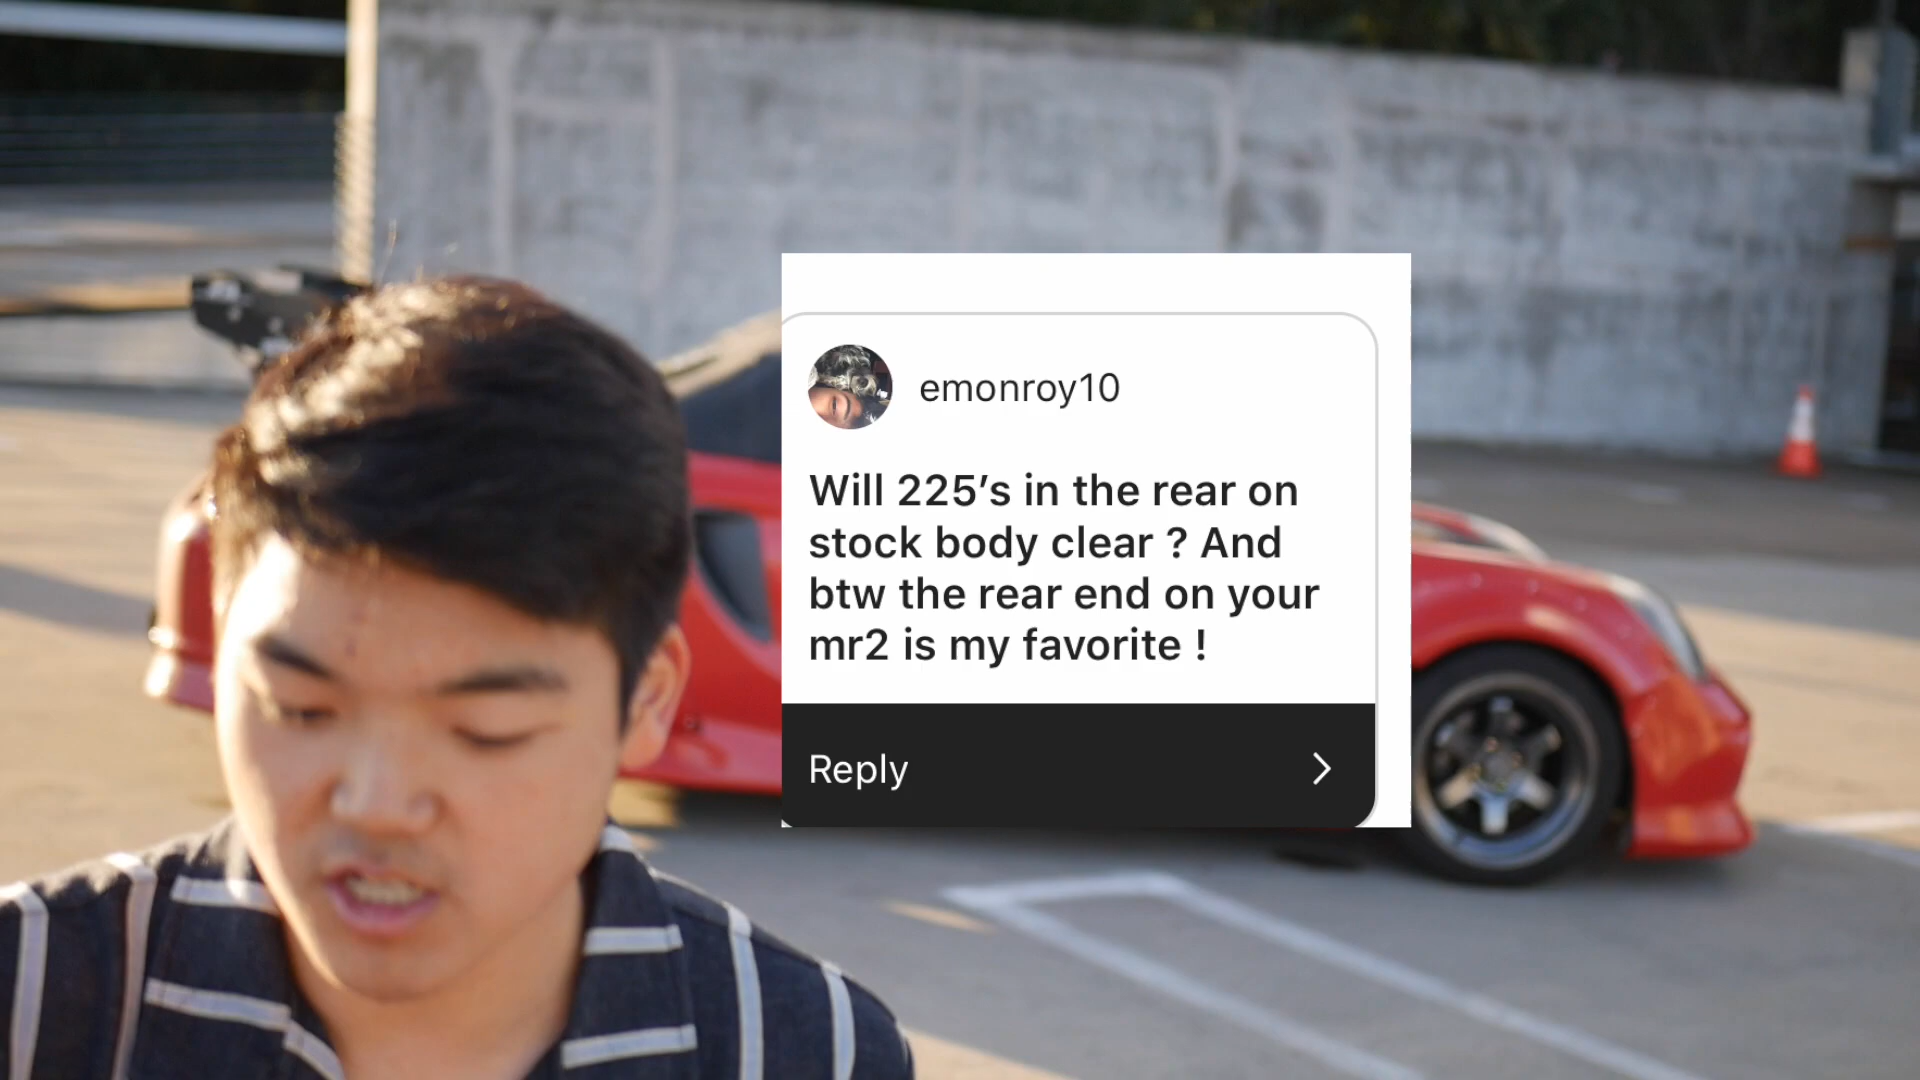 emonroy10
Will 225’s in the rear on
stock body clear ? And
btw the rear end on your
mr2 is my favorite !
Reply